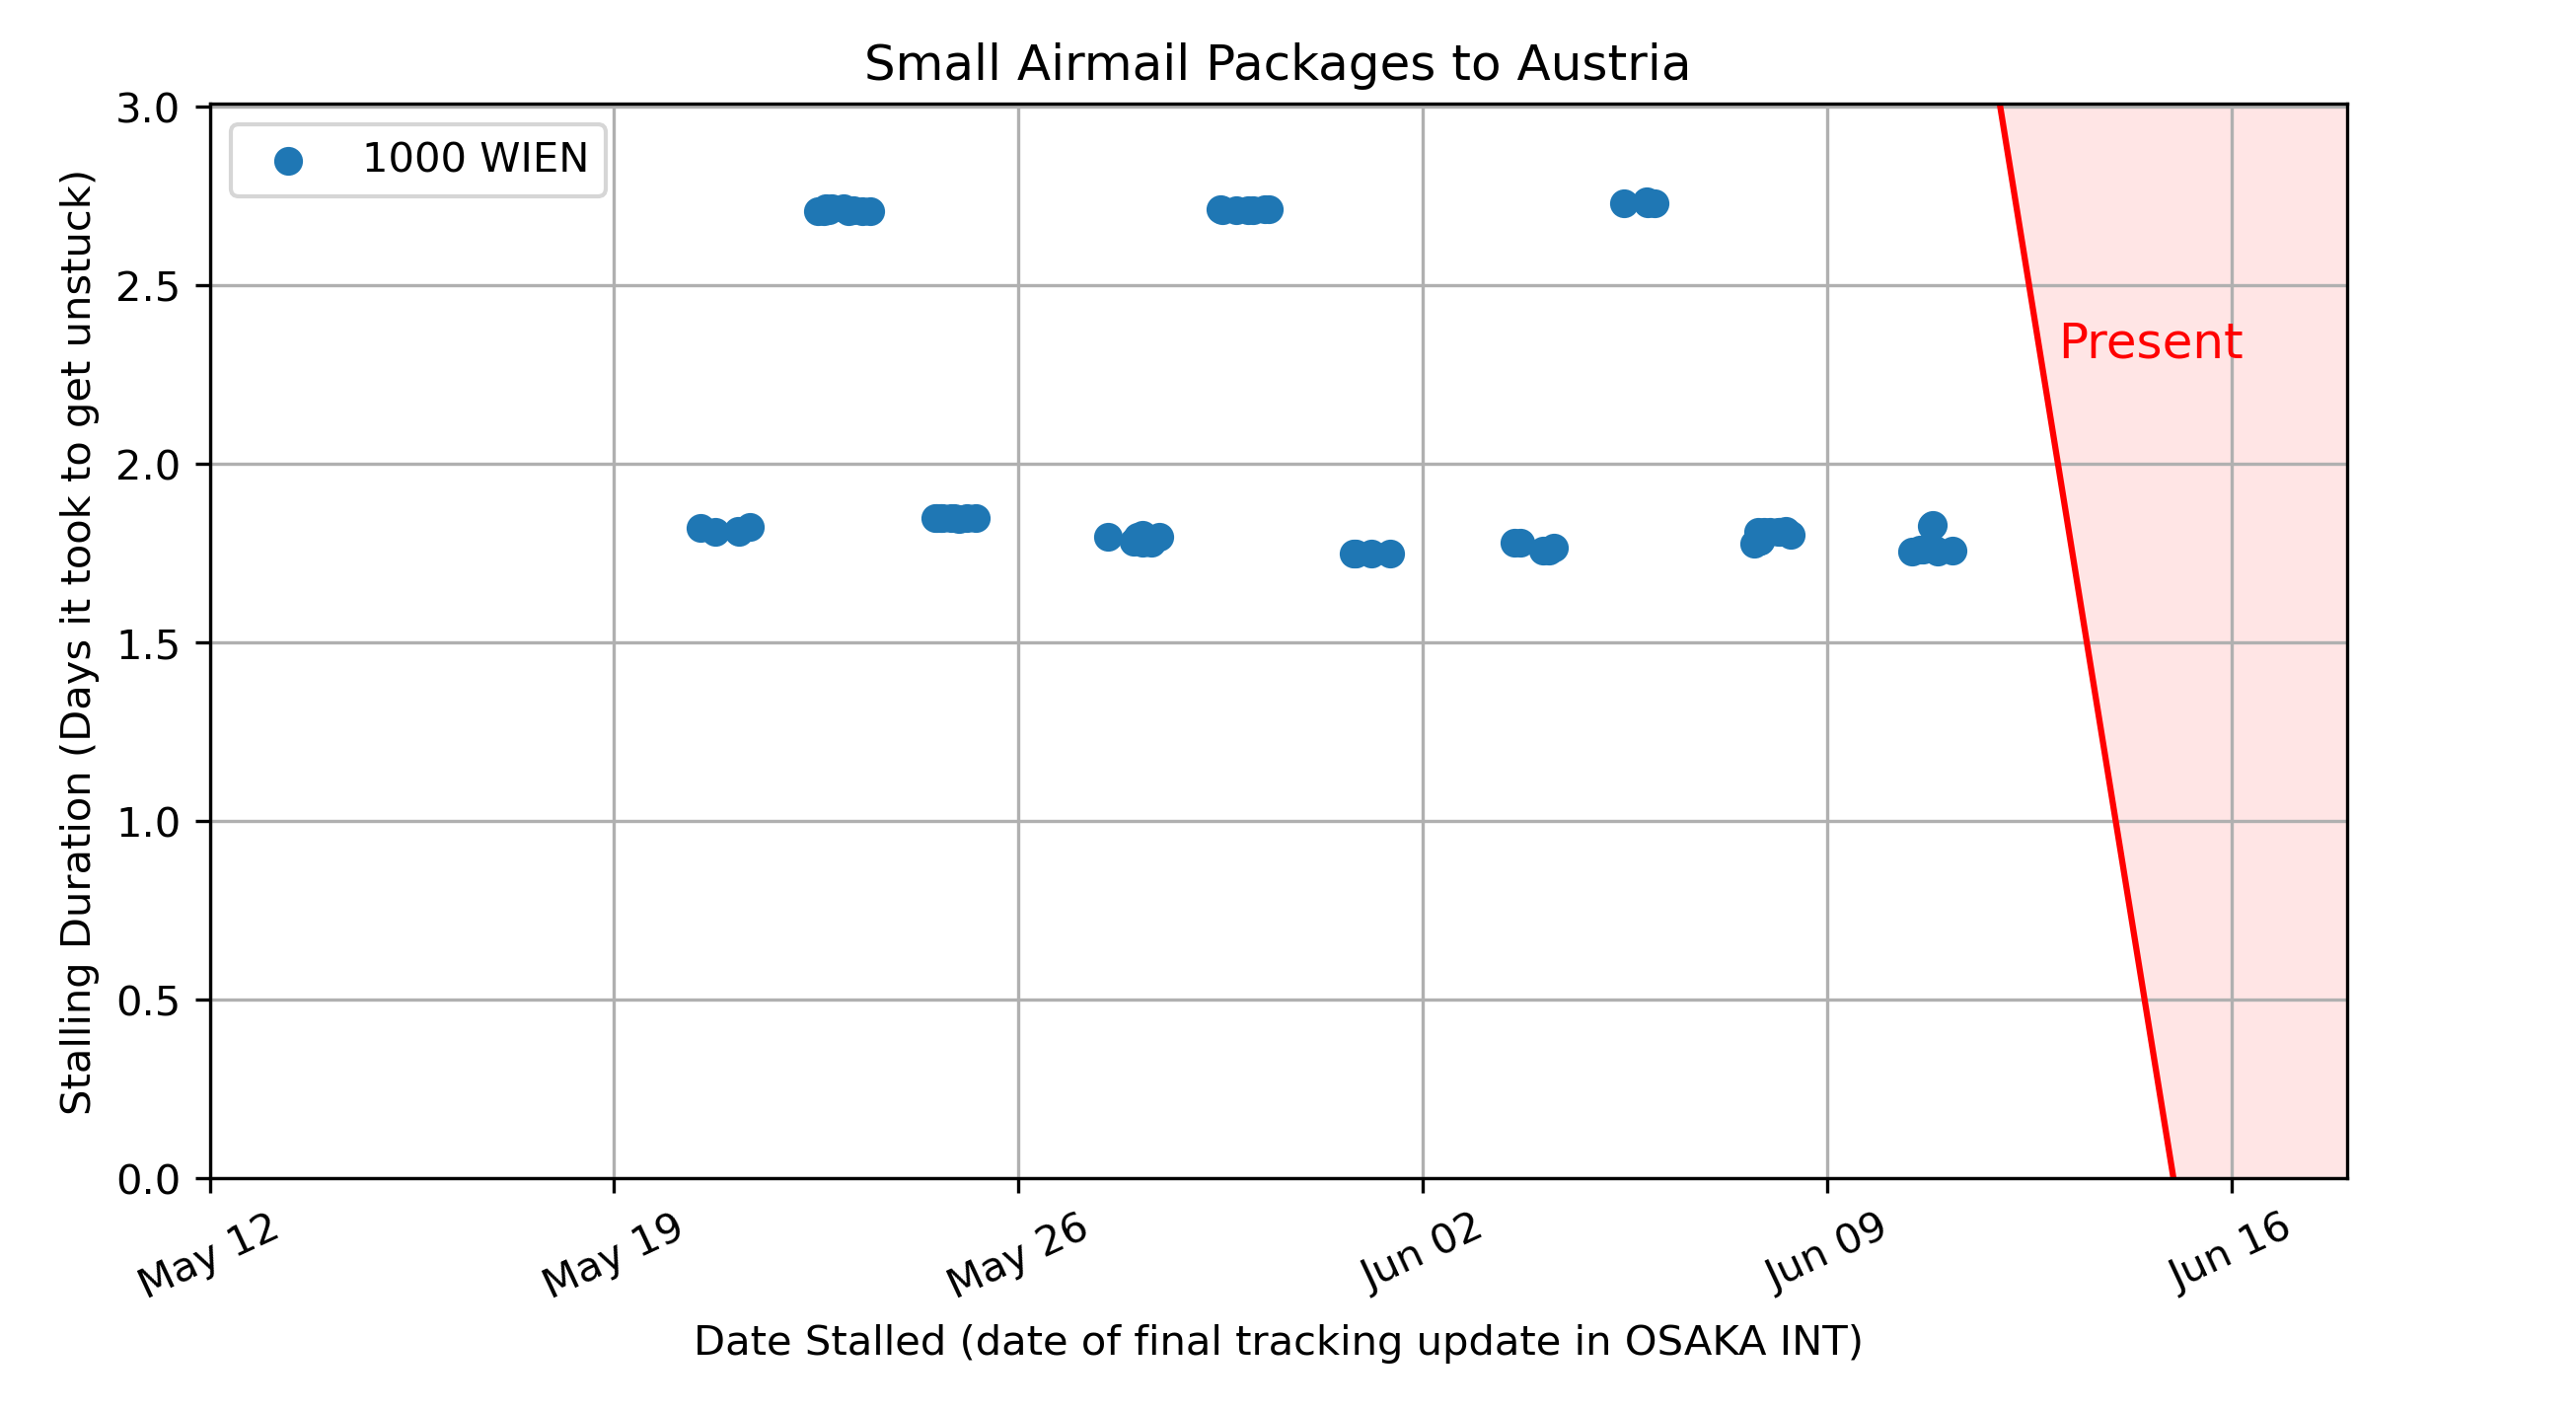 Small Airmail Packages to Austria
3.0
2.5
2.0
1.5
1.0
0.5
0.0
Stalling Duration (Days it took to get unstuck)
1000 WIEN
Present
May 12
May 19
May 26
Jun 02
Jun 09
Jun 16
Date Stalled (date of final tracking update in OSAKA INT)